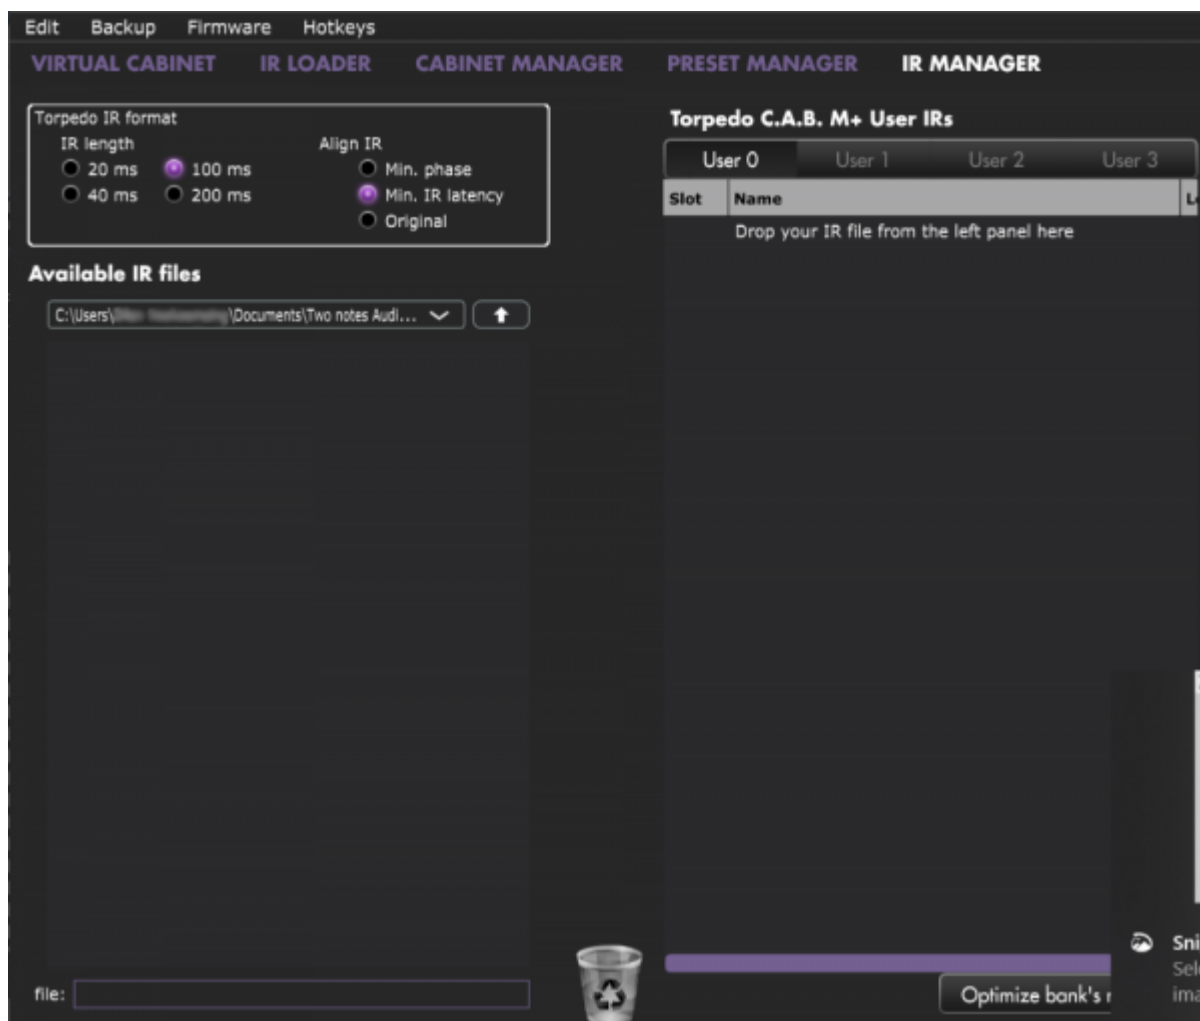 Edit Backup Firmware Hotkeys
VIRTUAL CABINET IR LOADER CABINET MANAGER PRESET MANAGER IR MANAGER
Torpedo IR format
IR length Align IR
20 ms 100 ms Min. phase
40 ms 200 ms Min. IR latency
Original
Available IR files
C:\Users\ \Documents\Two notes Audi...
file:
Torpedo C.A.B. M+ User IRs
User 0 User 1 User 2 User 3
Slot Name L
Drop your IR file from the left panel here
Optimize bank's
Sni
Sel
ima